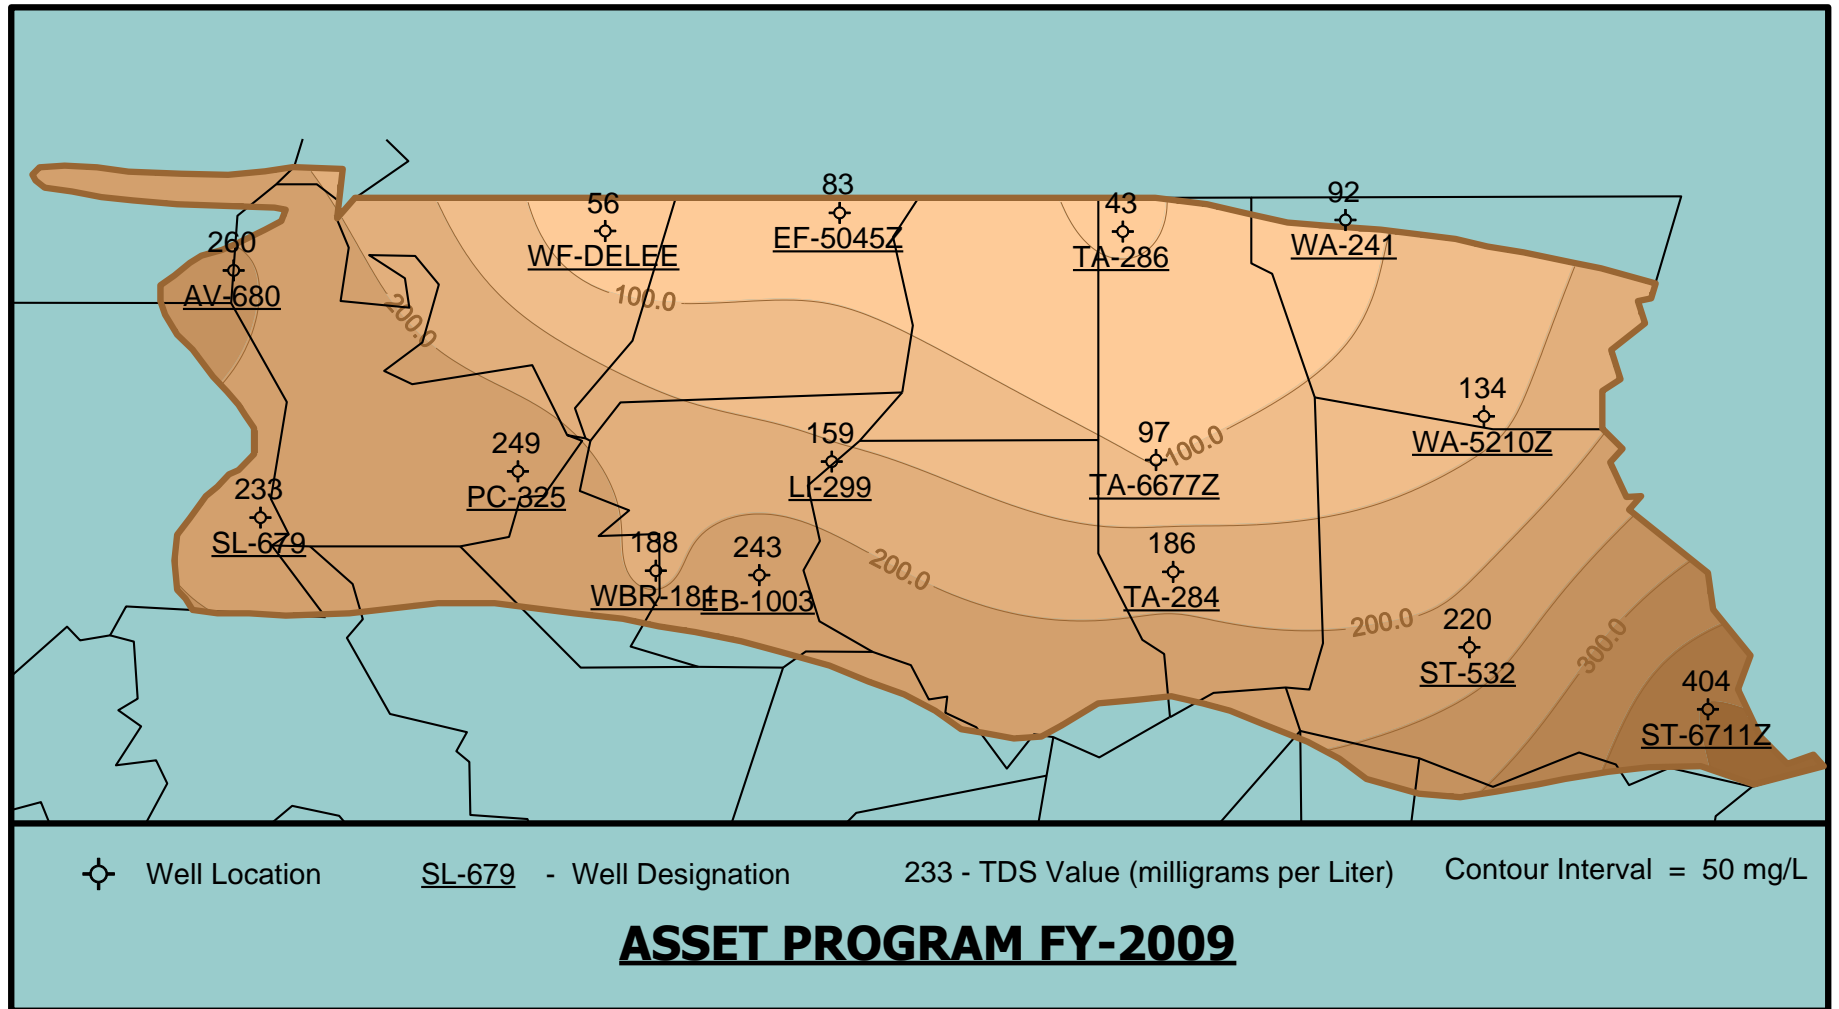 83
92
56
43
EF-5045Z
WA-241
260
WF-DELEE
TA-286
AV-680
100.0
200.0
134
249
159
97
100.0
WA-5210Z
233
PC-325
LI-299
TA-6677Z
SL-679
188
243
200.0
186
WBR-181
EB-1003
TA-284
200.0
220
300.0
ST-532
404
ST-6711Z
Well Location
SL-679 - Well Designation
233 - TDS Value (milligrams per Liter)
Contour Interval = 50 mg/L
ASSET PROGRAM FY-2009